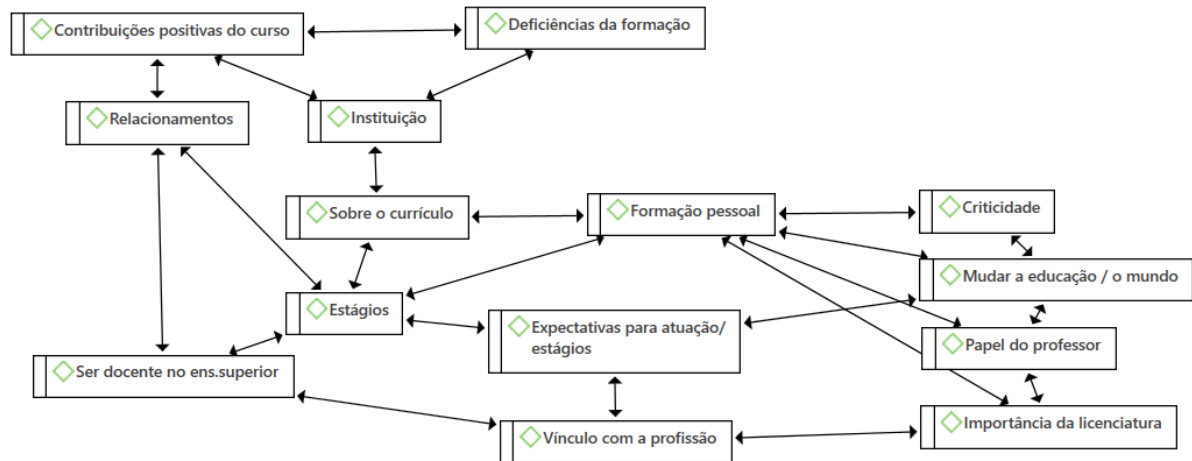 Contribuições positivas do curso
Deficiências da formação
Relacionamentos
Instituição
Sobre o currículo
Formação pessoal
Criticidade
Mudar a educação / o mundo
Estágios
Expectativas para atuação/
estágios
Papel do professor
Ser docente no ens.superior
Vínculo com a profissão
Importância da licenciatura